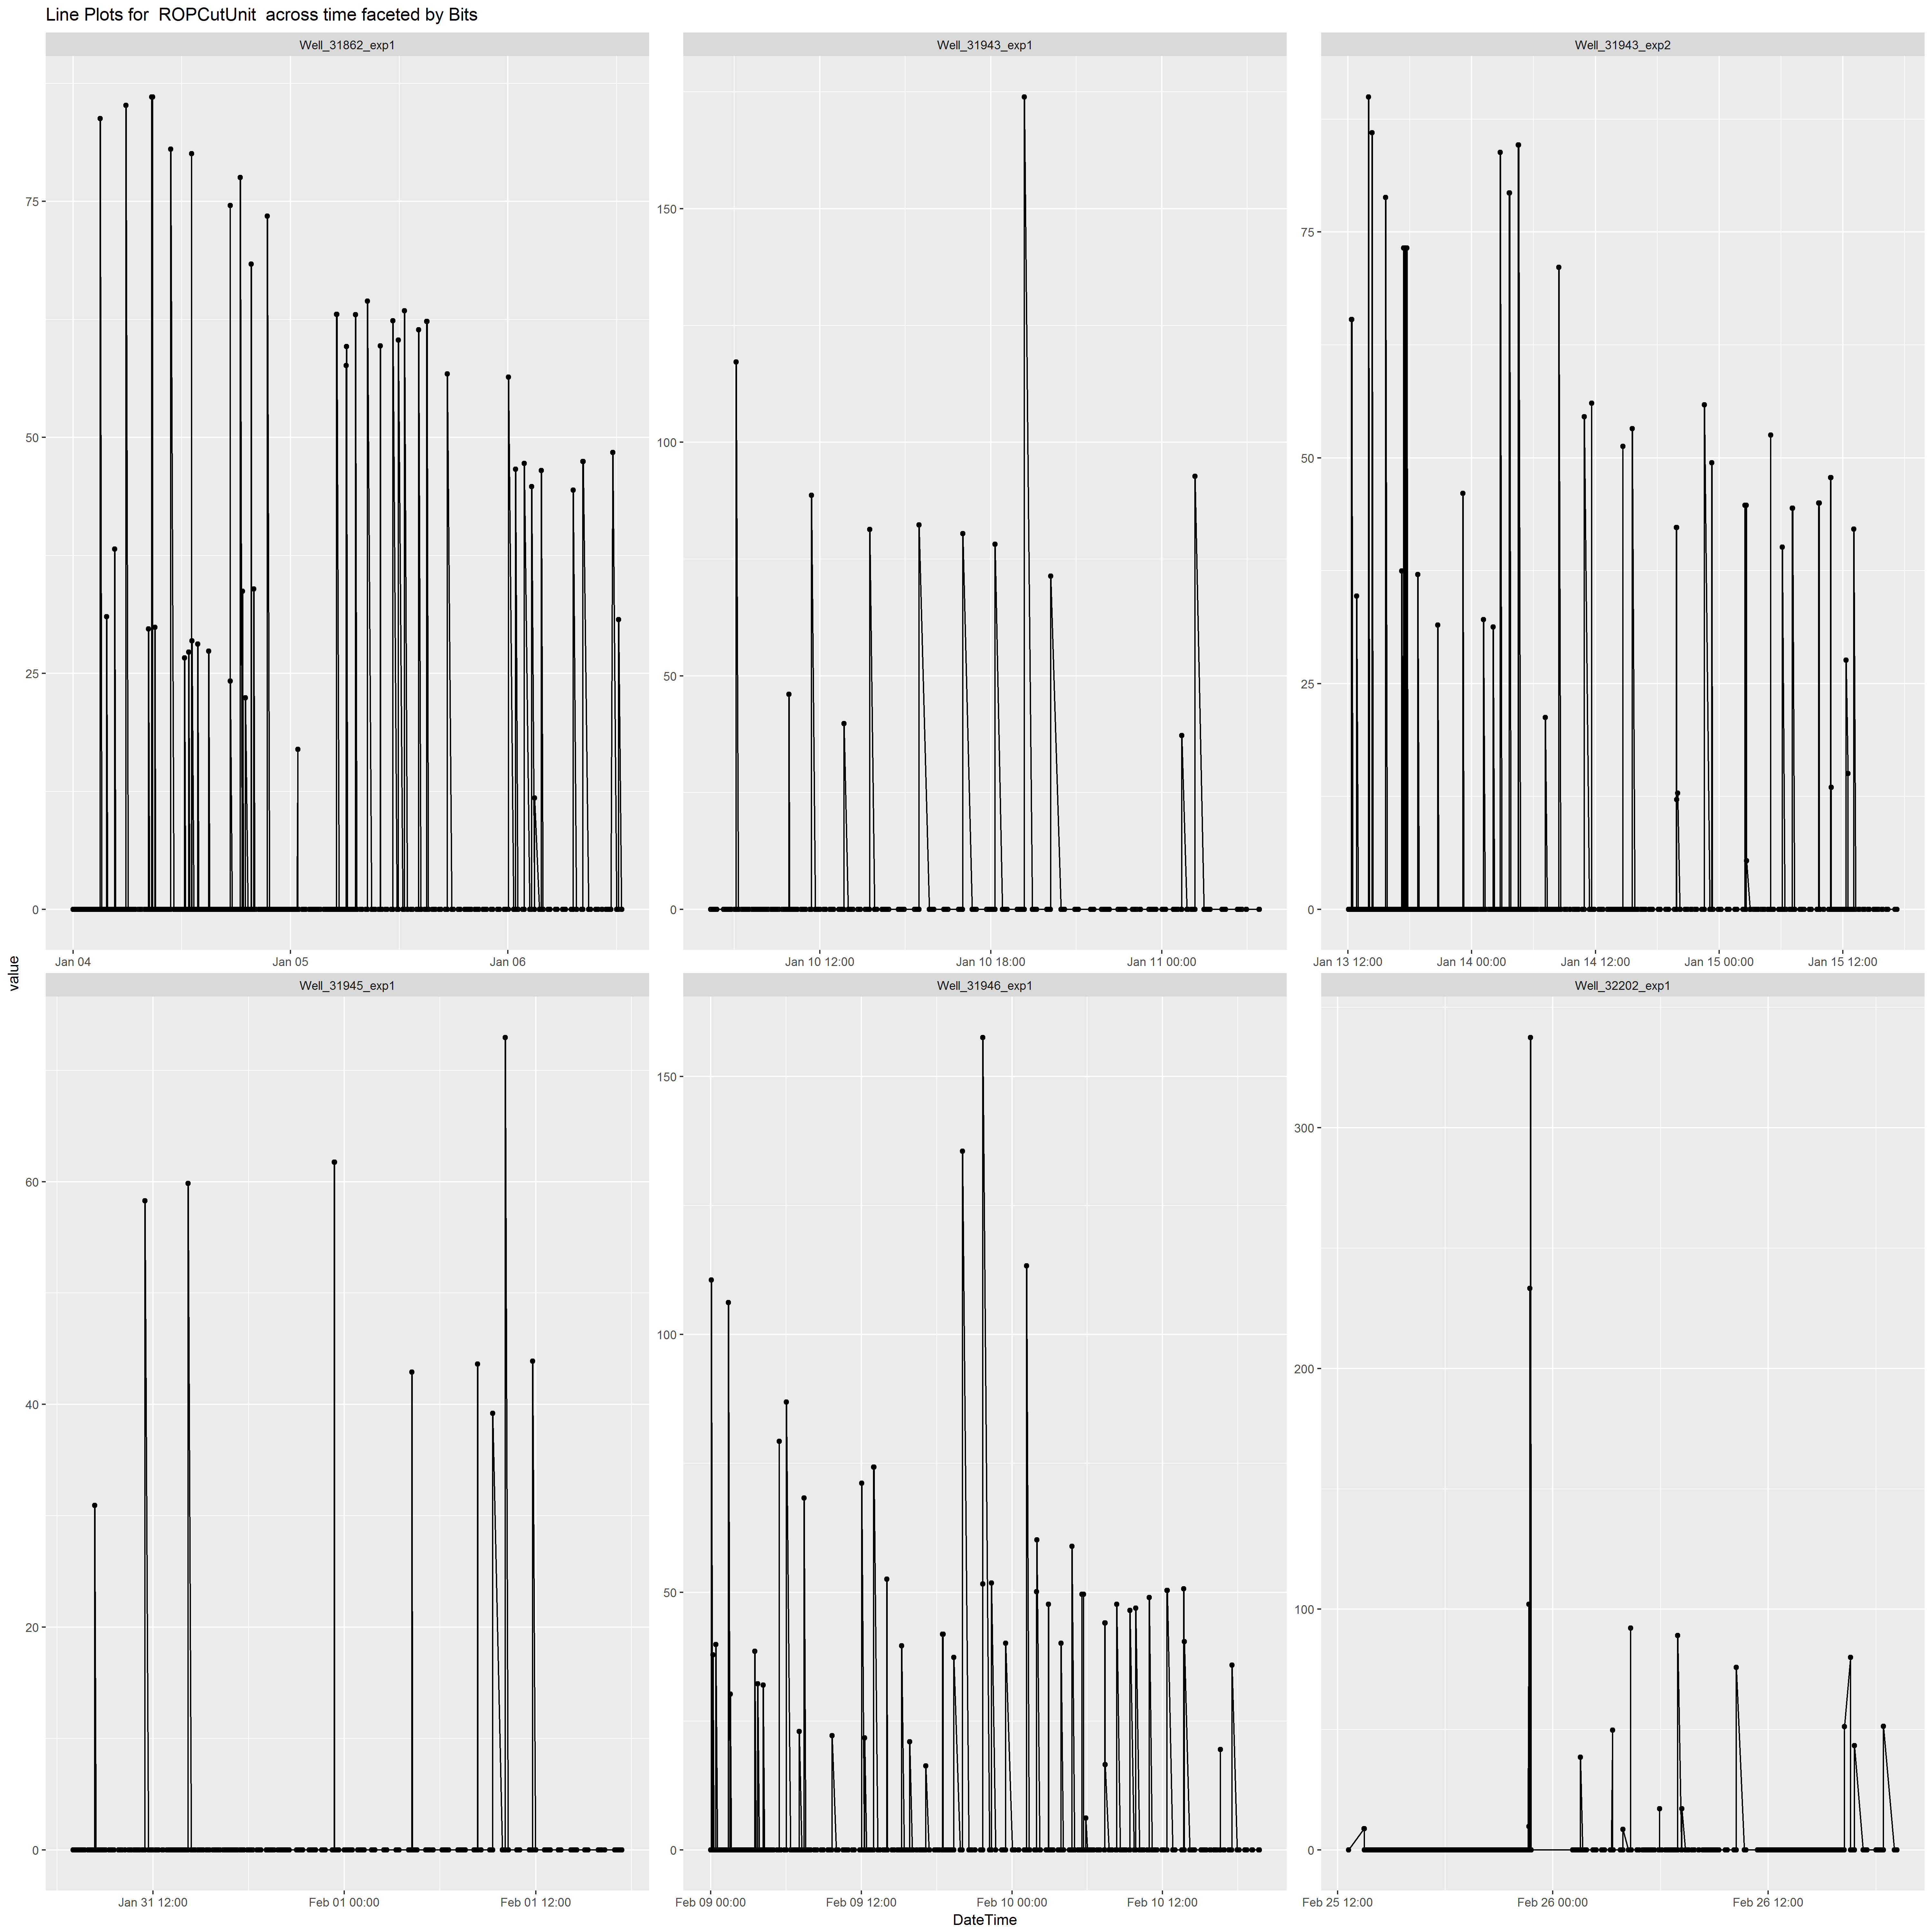 Line Plots for  ROPCutUnit  across time faceted by Bits
Well_31862_exp1
Well_31943_exp1
Well_31943_exp2
75
50
25
0
150
100
50
0
75
50
25
0
Jan 04
Jan 05
Jan 06
Jan 10 12:00
Jan 10 18:00
Jan 11 00:00
Jan 13 12:00
Jan 14 00:00
Jan 14 12:00
Jan 15 00:00
Jan 15 12:00
value
Well_31945_exp1
Well_31946_exp1
Well_32202_exp1
60
40
20
0
150
100
50
0
300
200
100
0
Jan 31 12:00
Feb 01 00:00
Feb 01 12:00
Feb 09 00:00
Feb 09 12:00
Feb 10 00:00
Feb 10 12:00
Feb 25 12:00
Feb 26 00:00
Feb 26 12:00
DateTime